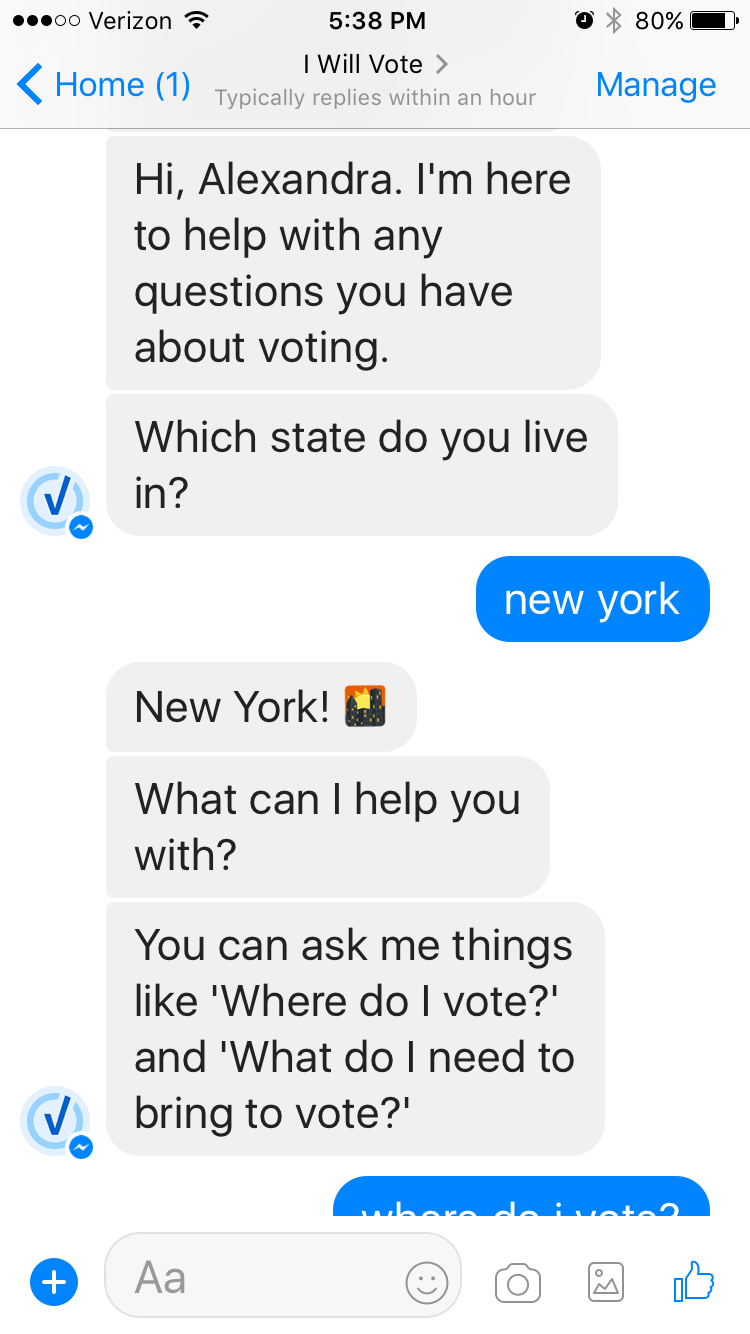 Verizon 5:38 PM 80%
I Will Vote
Home (1) Manage
Typically replies within an hour
Hi, Alexandra. I'm here
to help with any
questions you have
about voting.
Which state do you live
in?
new york
New York!
What can I help you
with?
You can ask me things
like 'Where do I vote?'
and 'What do I need to
bring to vote?'
where do i vote?
Aa